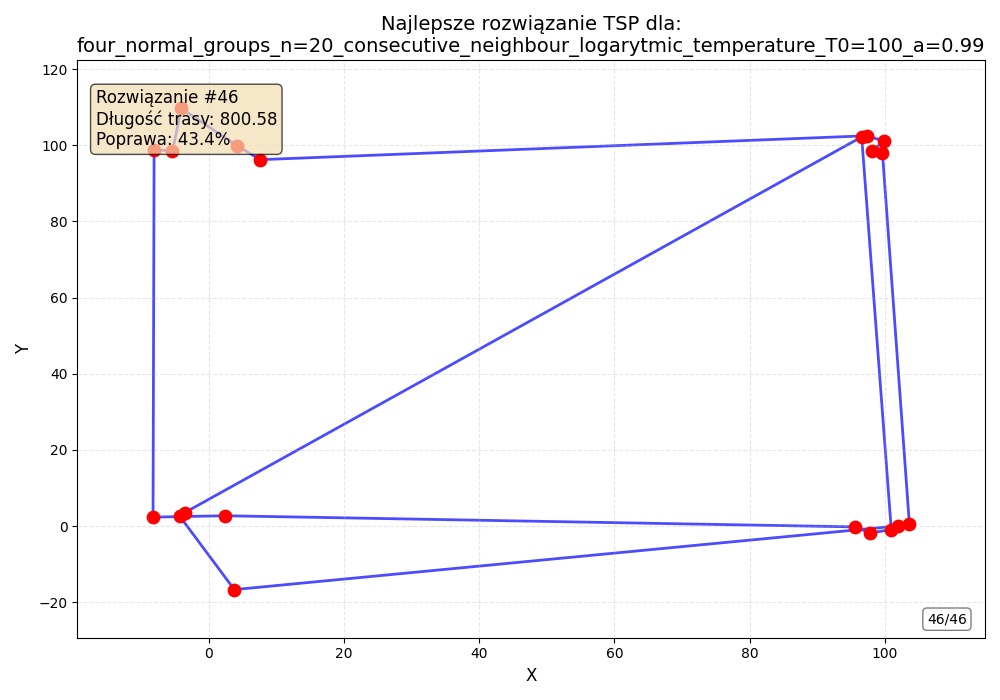 Najlepsze rozwiązanie TSP dla:
four_normal_groups_n=20_consecutive_neighbour_logarytmic_temperature_T0=100_a=0.99
Rozwiązanie #46
Długość trasy: 800.58
Poprawa: 43.4%
120
100
80
60
40
20
0
−20
Y
0
20
40
60
80
100
X
46/46